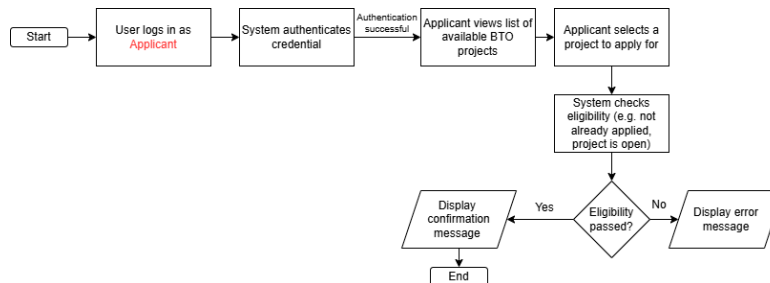 Start
User logs in as
Applicant
System authenticates
credential
Authentication
successful
Applicant views list of
available BTO
projects
Applicant selects a
project to apply for
System checks
eligibility (e.g. not
already applied,
project is open)
Eligibility
passed?
Yes
No
Display
confirmation
message
Display error
message
End